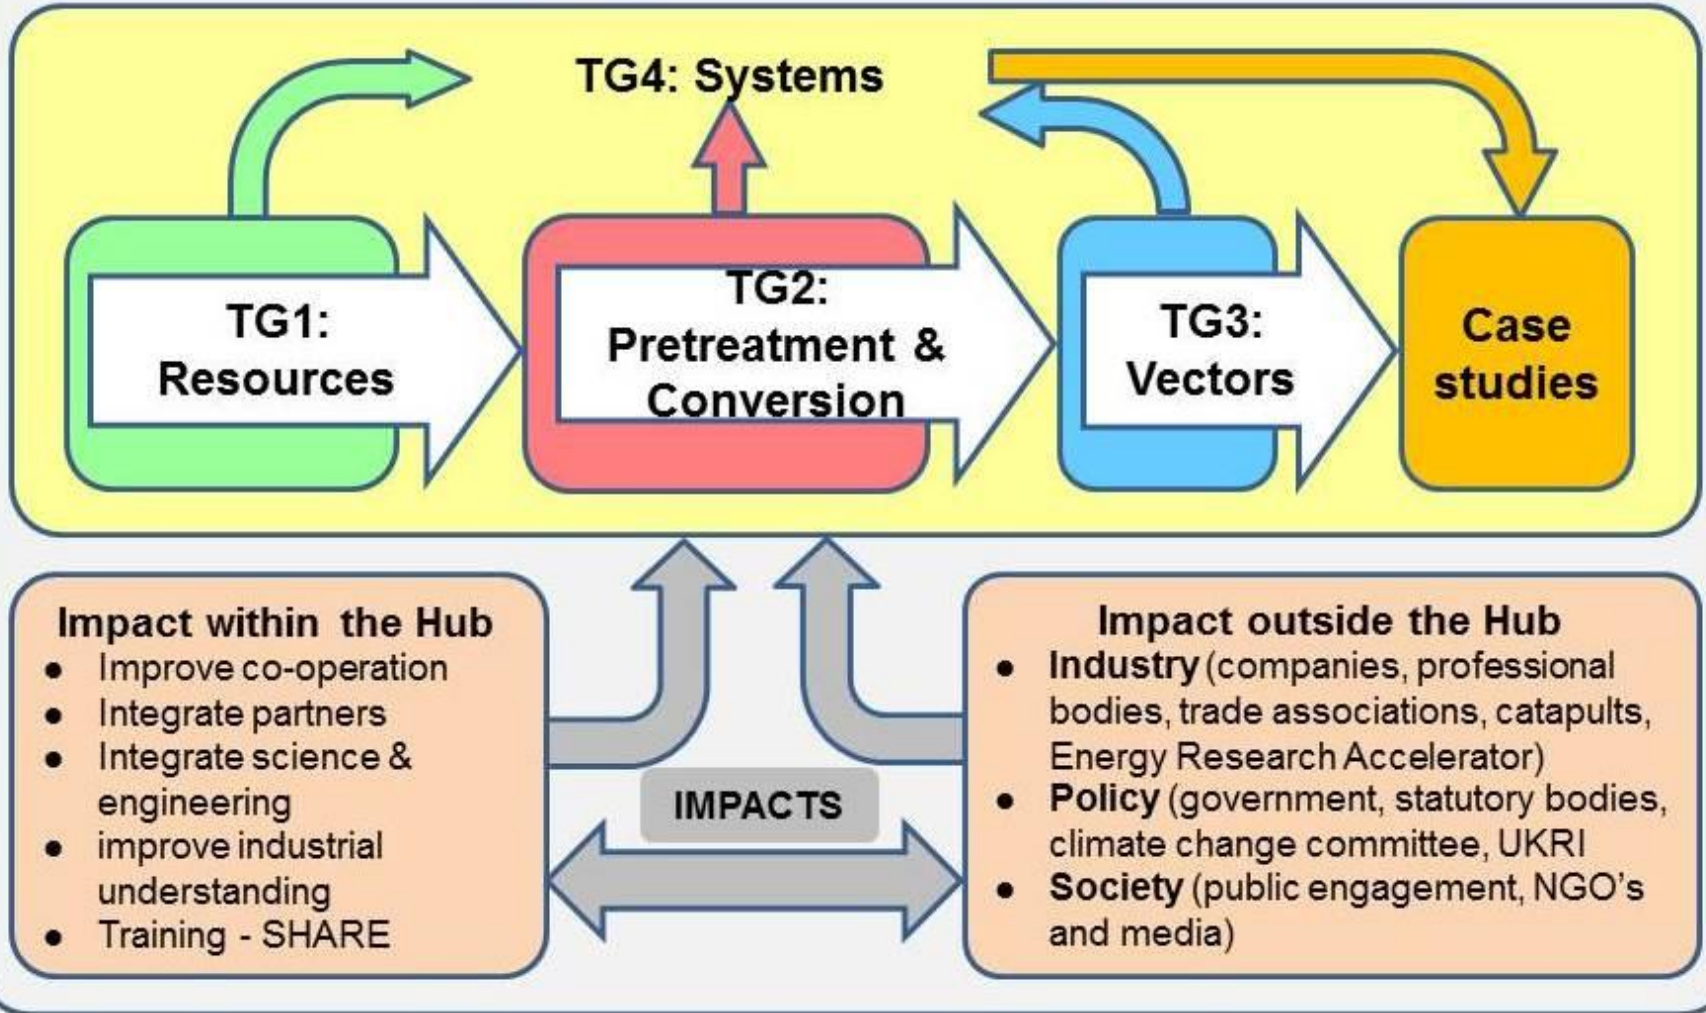 TG4: Systems
TG1:
Resources
TG2:
Pretreatment &
Conversion
TG3:
Vectors
Case
studies
Impact within the Hub
● Improve co-operation
● Integrate partners
● Integrate science &
engineering
● improve industrial
understanding
● Training - SHARE
IMPACTS
Impact outside the Hub
● Industry (companies, professional
bodies, trade associations, catapults,
Energy Research Accelerator)
● Policy (government, statutory bodies,
climate change committee, UKRI
● Society (public engagement, NGO's
and media)